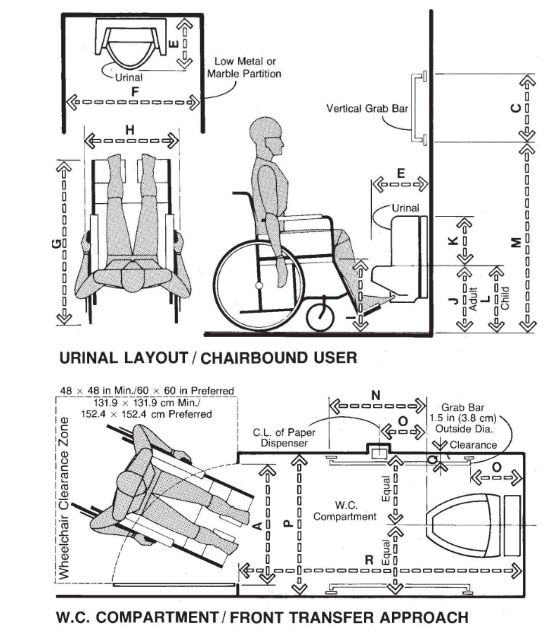 E
Urinal
Low Metal or
Marble Partition
F
H
G
Vertical Grab Bar
C
E
Urinal
K
M
I
J
Adult
L
Child
URINAL LAYOUT / CHAIRBOUND USER
48 × 48 in Min./60 × 60 in Preferred
131.9 × 131.9 cm Min./
152.4 × 152.4 cm Preferred
Wheelchair Clearance Zone
C.L. of Paper
Dispenser
N
O
Grab Bar
1.5 in (3.8 cm)
Outside Dia.
Clearance
Q
O
A
P
W.C.
Compartment
Equal
Equal
R
W.C. COMPARTMENT / FRONT TRANSFER APPROACH